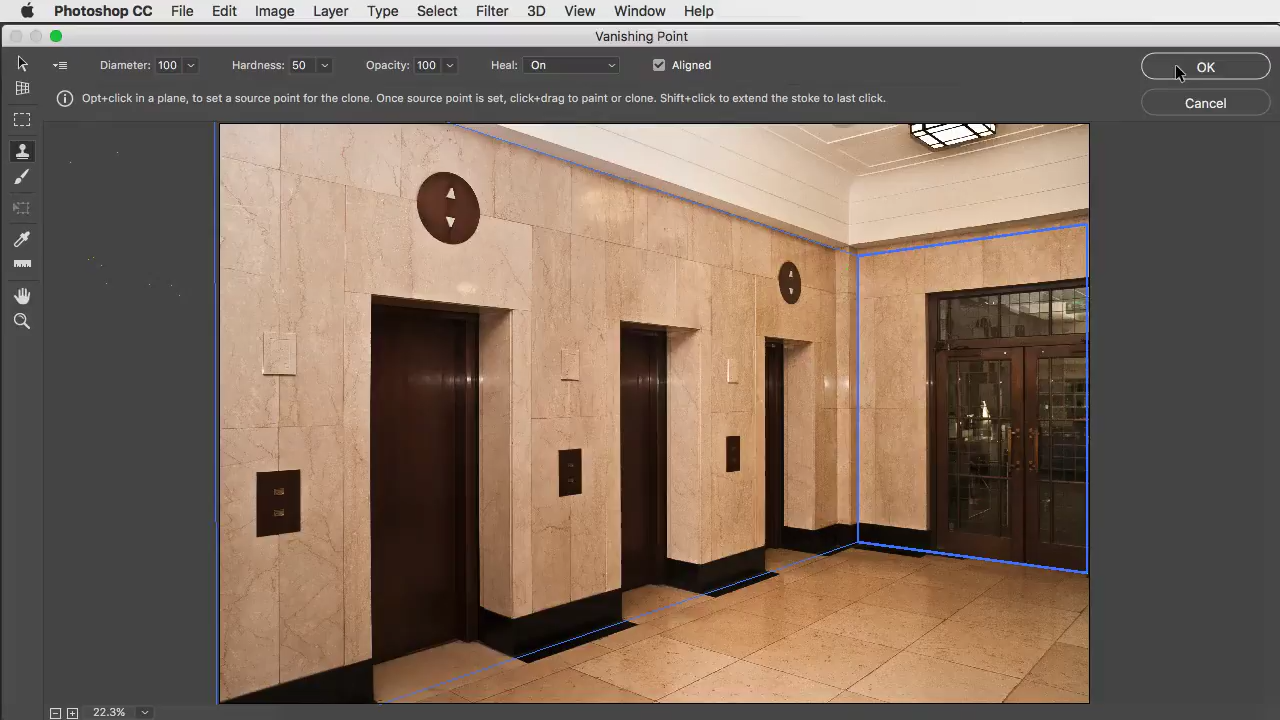 Photoshop CC File Edit Image Layer Type Select Filter 3D View Window Help
Vanishing Point
Diameter: 100 Hardness: 50 Opacity: 100 Heal: On Aligned
OK
Opt+click in a plane, to set a source point for the clone. Once source point is set, click+drag to paint or clone. Shift+click to extend the stoke to last click.
Cancel
22.3%